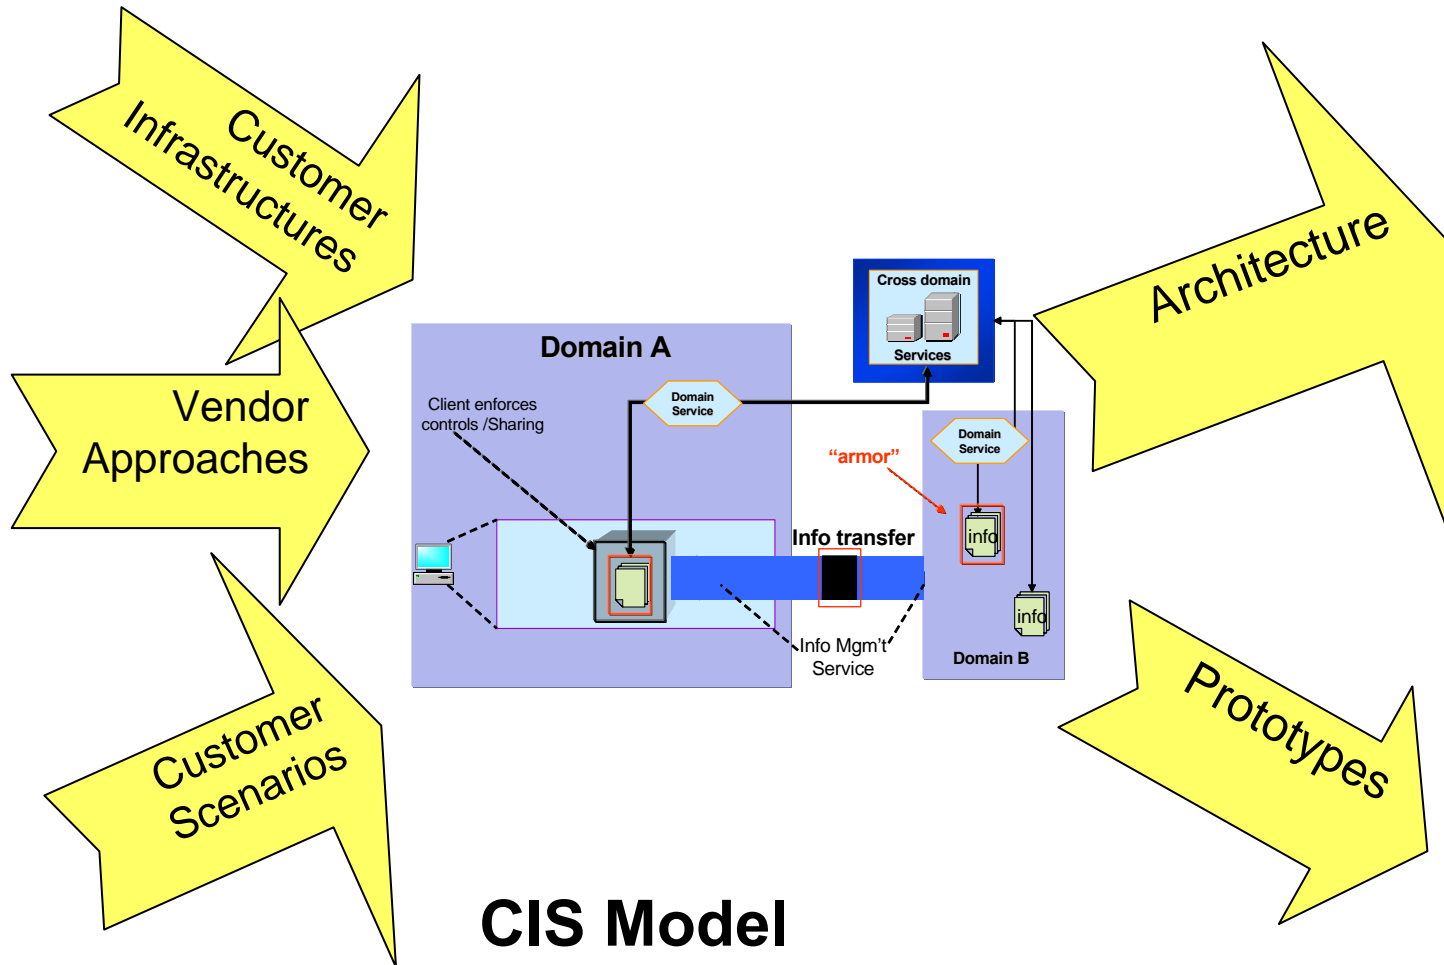 Customer
Infrastructures
Vendor
Approaches
Customer
Scenarios
Domain A
Client enforces
controls /Sharing
Domain
Service
Cross domain
Services
Domain
Service
“armor”
info
Info transfer
info
Info Mgm’t
Service
Domain B
Architecture
Prototypes
CIS Model